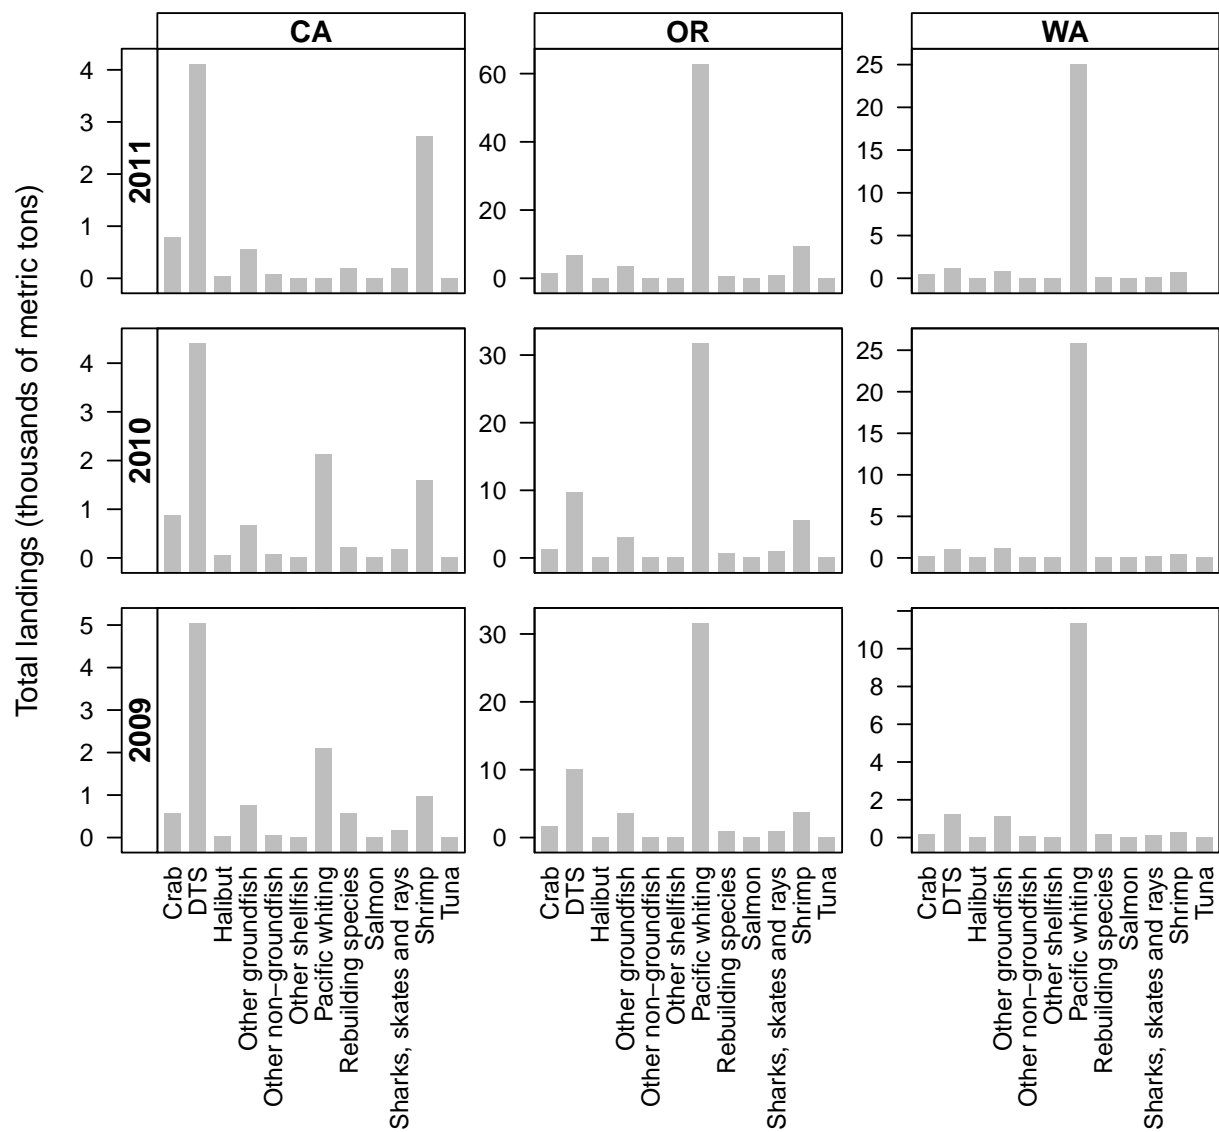 CA
OR
WA
Total landings (thousands of metric tons)
2011
4
3
2
1
0
60
40
20
0
25
20
15
10
5
0
2010
4
3
2
1
0
30
20
10
0
25
20
15
10
5
0
2009
5
4
3
2
1
0
30
20
10
0
10
8
6
4
2
0
Crab
DTS
Halibut
Other groundfish
Other non−groundfish
Other shellfish
Pacific whiting
Rebuilding species
Salmon
Sharks, skates and rays
Shrimp
Tuna
Crab
DTS
Halibut
Other groundfish
Other non−groundfish
Other shellfish
Pacific whiting
Rebuilding species
Salmon
Sharks, skates and rays
Shrimp
Tuna
Crab
DTS
Halibut
Other groundfish
Other non−groundfish
Other shellfish
Pacific whiting
Rebuilding species
Salmon
Sharks, skates and rays
Shrimp
Tuna